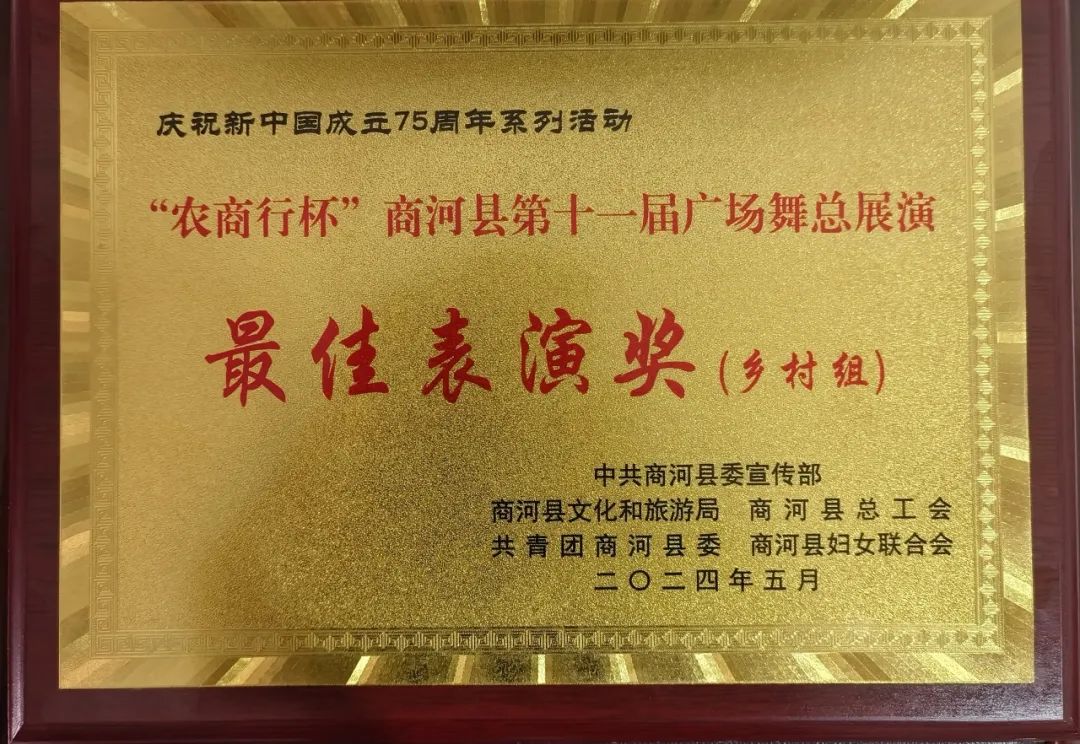 庆祝新中国成立75周年系列活动
“农商行杯”商河县第十一届广场舞总展演
最佳表演奖(乡村组)
中共商河县委宣传部
商河县文化和旅游局 商河县总工会
共青团商河县委 商河县妇女联合会
二〇二四年五月